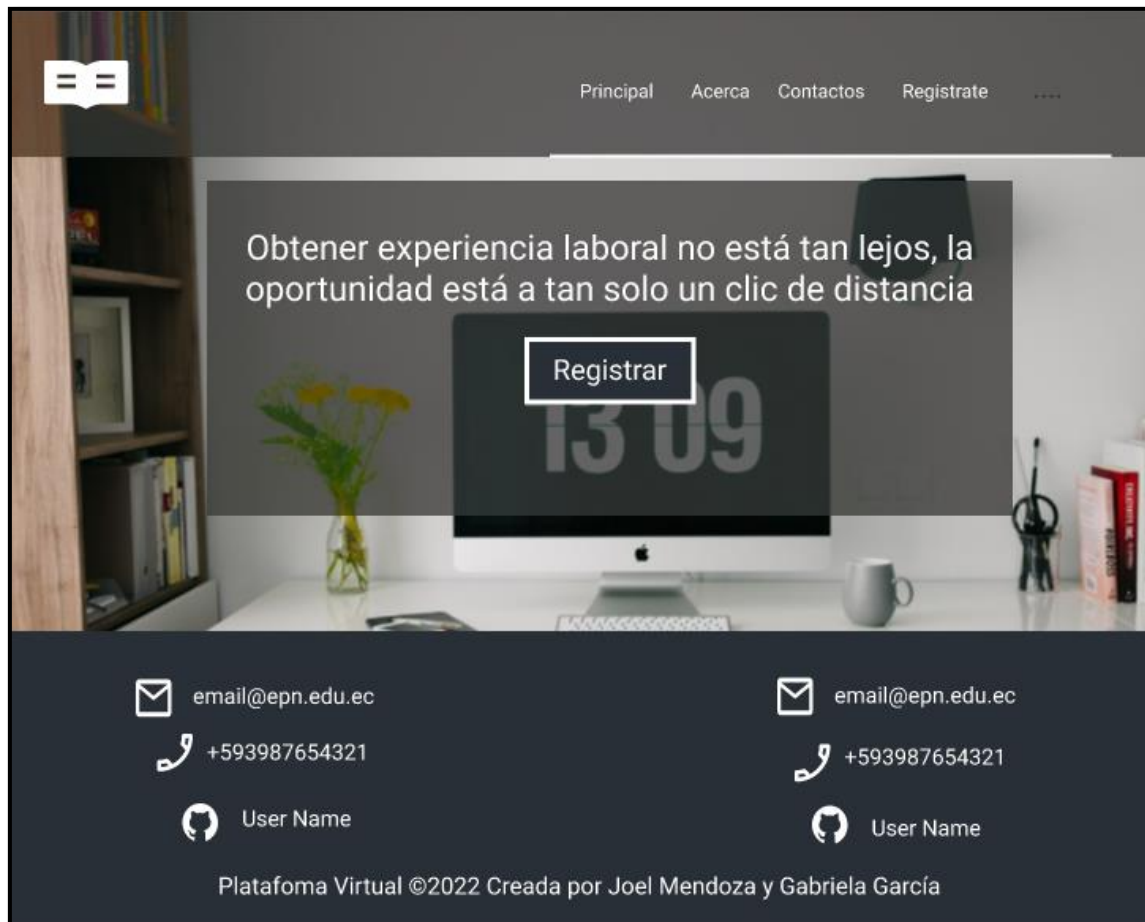 Principal Acerca Contactos Registrate ....
Obtener experiencia laboral no está tan lejos, la
oportunidad está a tan solo un clic de distancia
Registrar
13 09
email@epn.edu.ec
+593987654321
User Name
email@epn.edu.ec
+593987654321
User Name
Platafoma Virtual ©2022 Creada por Joel Mendoza y Gabriela García